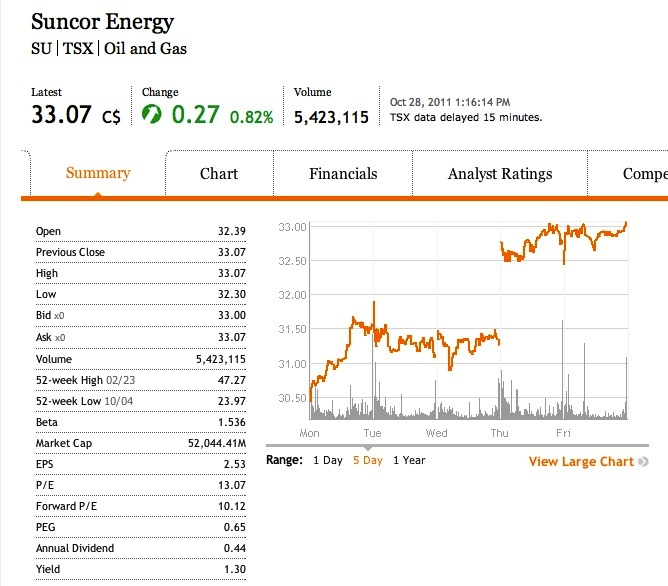 Suncor Energy
SU | TSX | Oil and Gas
Latest
33.07 C$
Change
0.27 0.82%
Volume
5,423,115
Oct 28, 2011 1:16:14 PM
TSX data delayed 15 minutes.
Summary
Chart
Financials
Analyst Ratings
Compe
Open 32.39
Previous Close 33.07
High 33.07
Low 32.30
Bid x0 33.00
Ask x0 33.07
Volume 5,423,115
52-week High 02/23 47.27
52-week Low 10/04 23.97
Beta 1.536
Market Cap 52,044.41M
EPS 2.53
P/E 13.07
Forward P/E 10.12
PEG 0.65
Annual Dividend 0.44
Yield 1.30
33.00
32.50
32.00
31.50
31.00
30.50
Mon Tue Wed Thu Fri
Range: 1 Day 5 Day 1 Year
View Large Chart